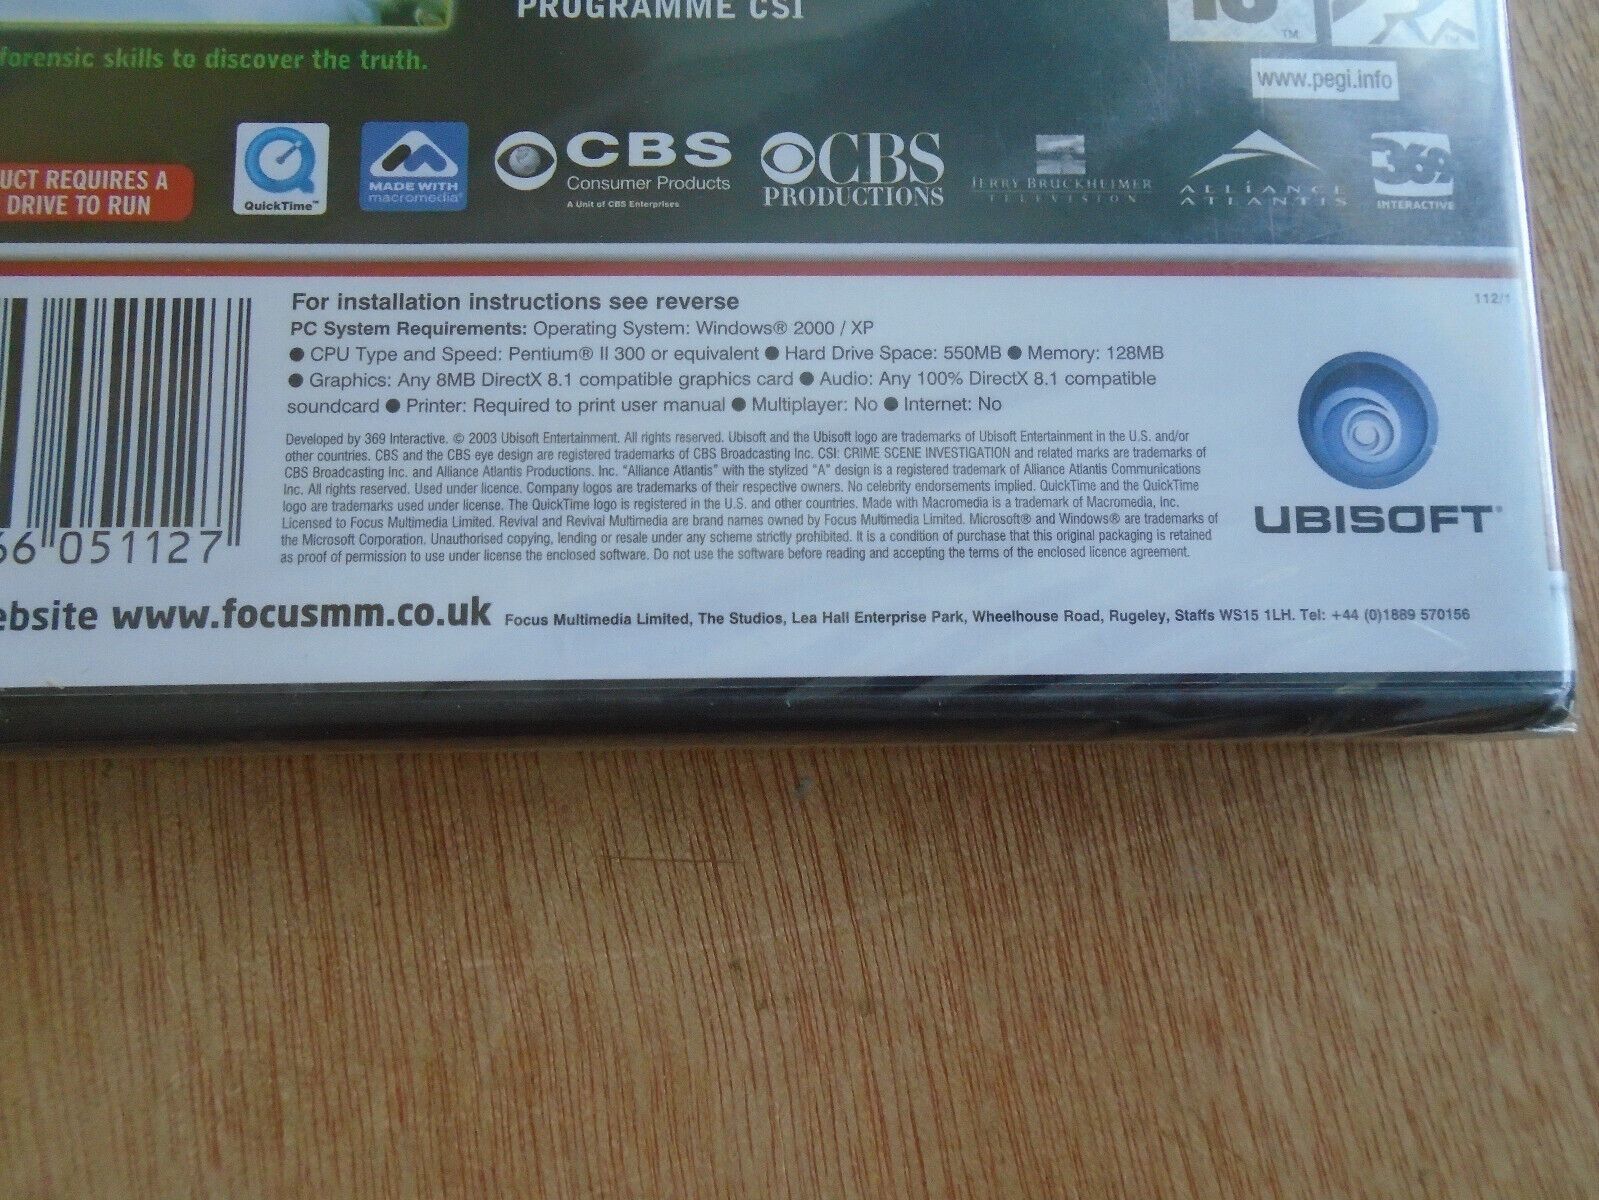 PROGRAMME CSI
forensic skills to discover the truth.
TM
www.pegi.info
UCT REQUIRES A
DRIVE TO RUN
QuickTime™
MADE WITH
macromedia®
CBS
Consumer Products
A Unit of CBS Enterprises
CBS
PRODUCTIONS
JERRY BRUCKHEIMER
TELEVISION
ALLIANCE
ATLANTIS
369
INTERACTIVE
112/1
For installation instructions see reverse
PC System Requirements: Operating System: Windows® 2000 / XP
● CPU Type and Speed: Pentium® II 300 or equivalent ● Hard Drive Space: 550MB ● Memory: 128MB
● Graphics: Any 8MB DirectX 8.1 compatible graphics card ● Audio: Any 100% DirectX 8.1 compatible
soundcard ● Printer: Required to print user manual ● Multiplayer: No ● Internet: No
Developed by 369 Interactive. © 2003 Ubisoft Entertainment. All rights reserved. Ubisoft and the Ubisoft logo are trademarks of Ubisoft Entertainment in the U.S. and/or
other countries. CBS and the CBS eye design are registered trademarks of CBS Broadcasting Inc. CSI: CRIME SCENE INVESTIGATION and related marks are trademarks of
CBS Broadcasting Inc. and Alliance Atlantis Productions. Inc. "Alliance Atlantis" with the stylized "A" design is a registered trademark of Alliance Atlantis Communications
Inc. All rights reserved. Used under licence. Company logos are trademarks of their respective owners. No celebrity endorsements implied. QuickTime and the QuickTime
logo are trademarks used under license. The QuickTime logo is registered in the U.S. and other countries. Made with Macromedia is a trademark of Macromedia, Inc.
Licensed to Focus Multimedia Limited. Revival and Revival Multimedia are brand names owned by Focus Multimedia Limited. Microsoft® and Windows® are trademarks of
the Microsoft Corporation. Unauthorised copying, lending or resale under any scheme strictly prohibited. It is a condition of purchase that this original packaging is retained
as proof of permission to use under license the enclosed software. Do not use the software before reading and accepting the terms of the enclosed licence agreement.
UBISOFT
66 051127
ebsite www.focusmm.co.uk Focus Multimedia Limited, The Studios, Lea Hall Enterprise Park, Wheelhouse Road, Rugeley, Staffs WS15 1LH. Tel: +44 (0)1889 570156